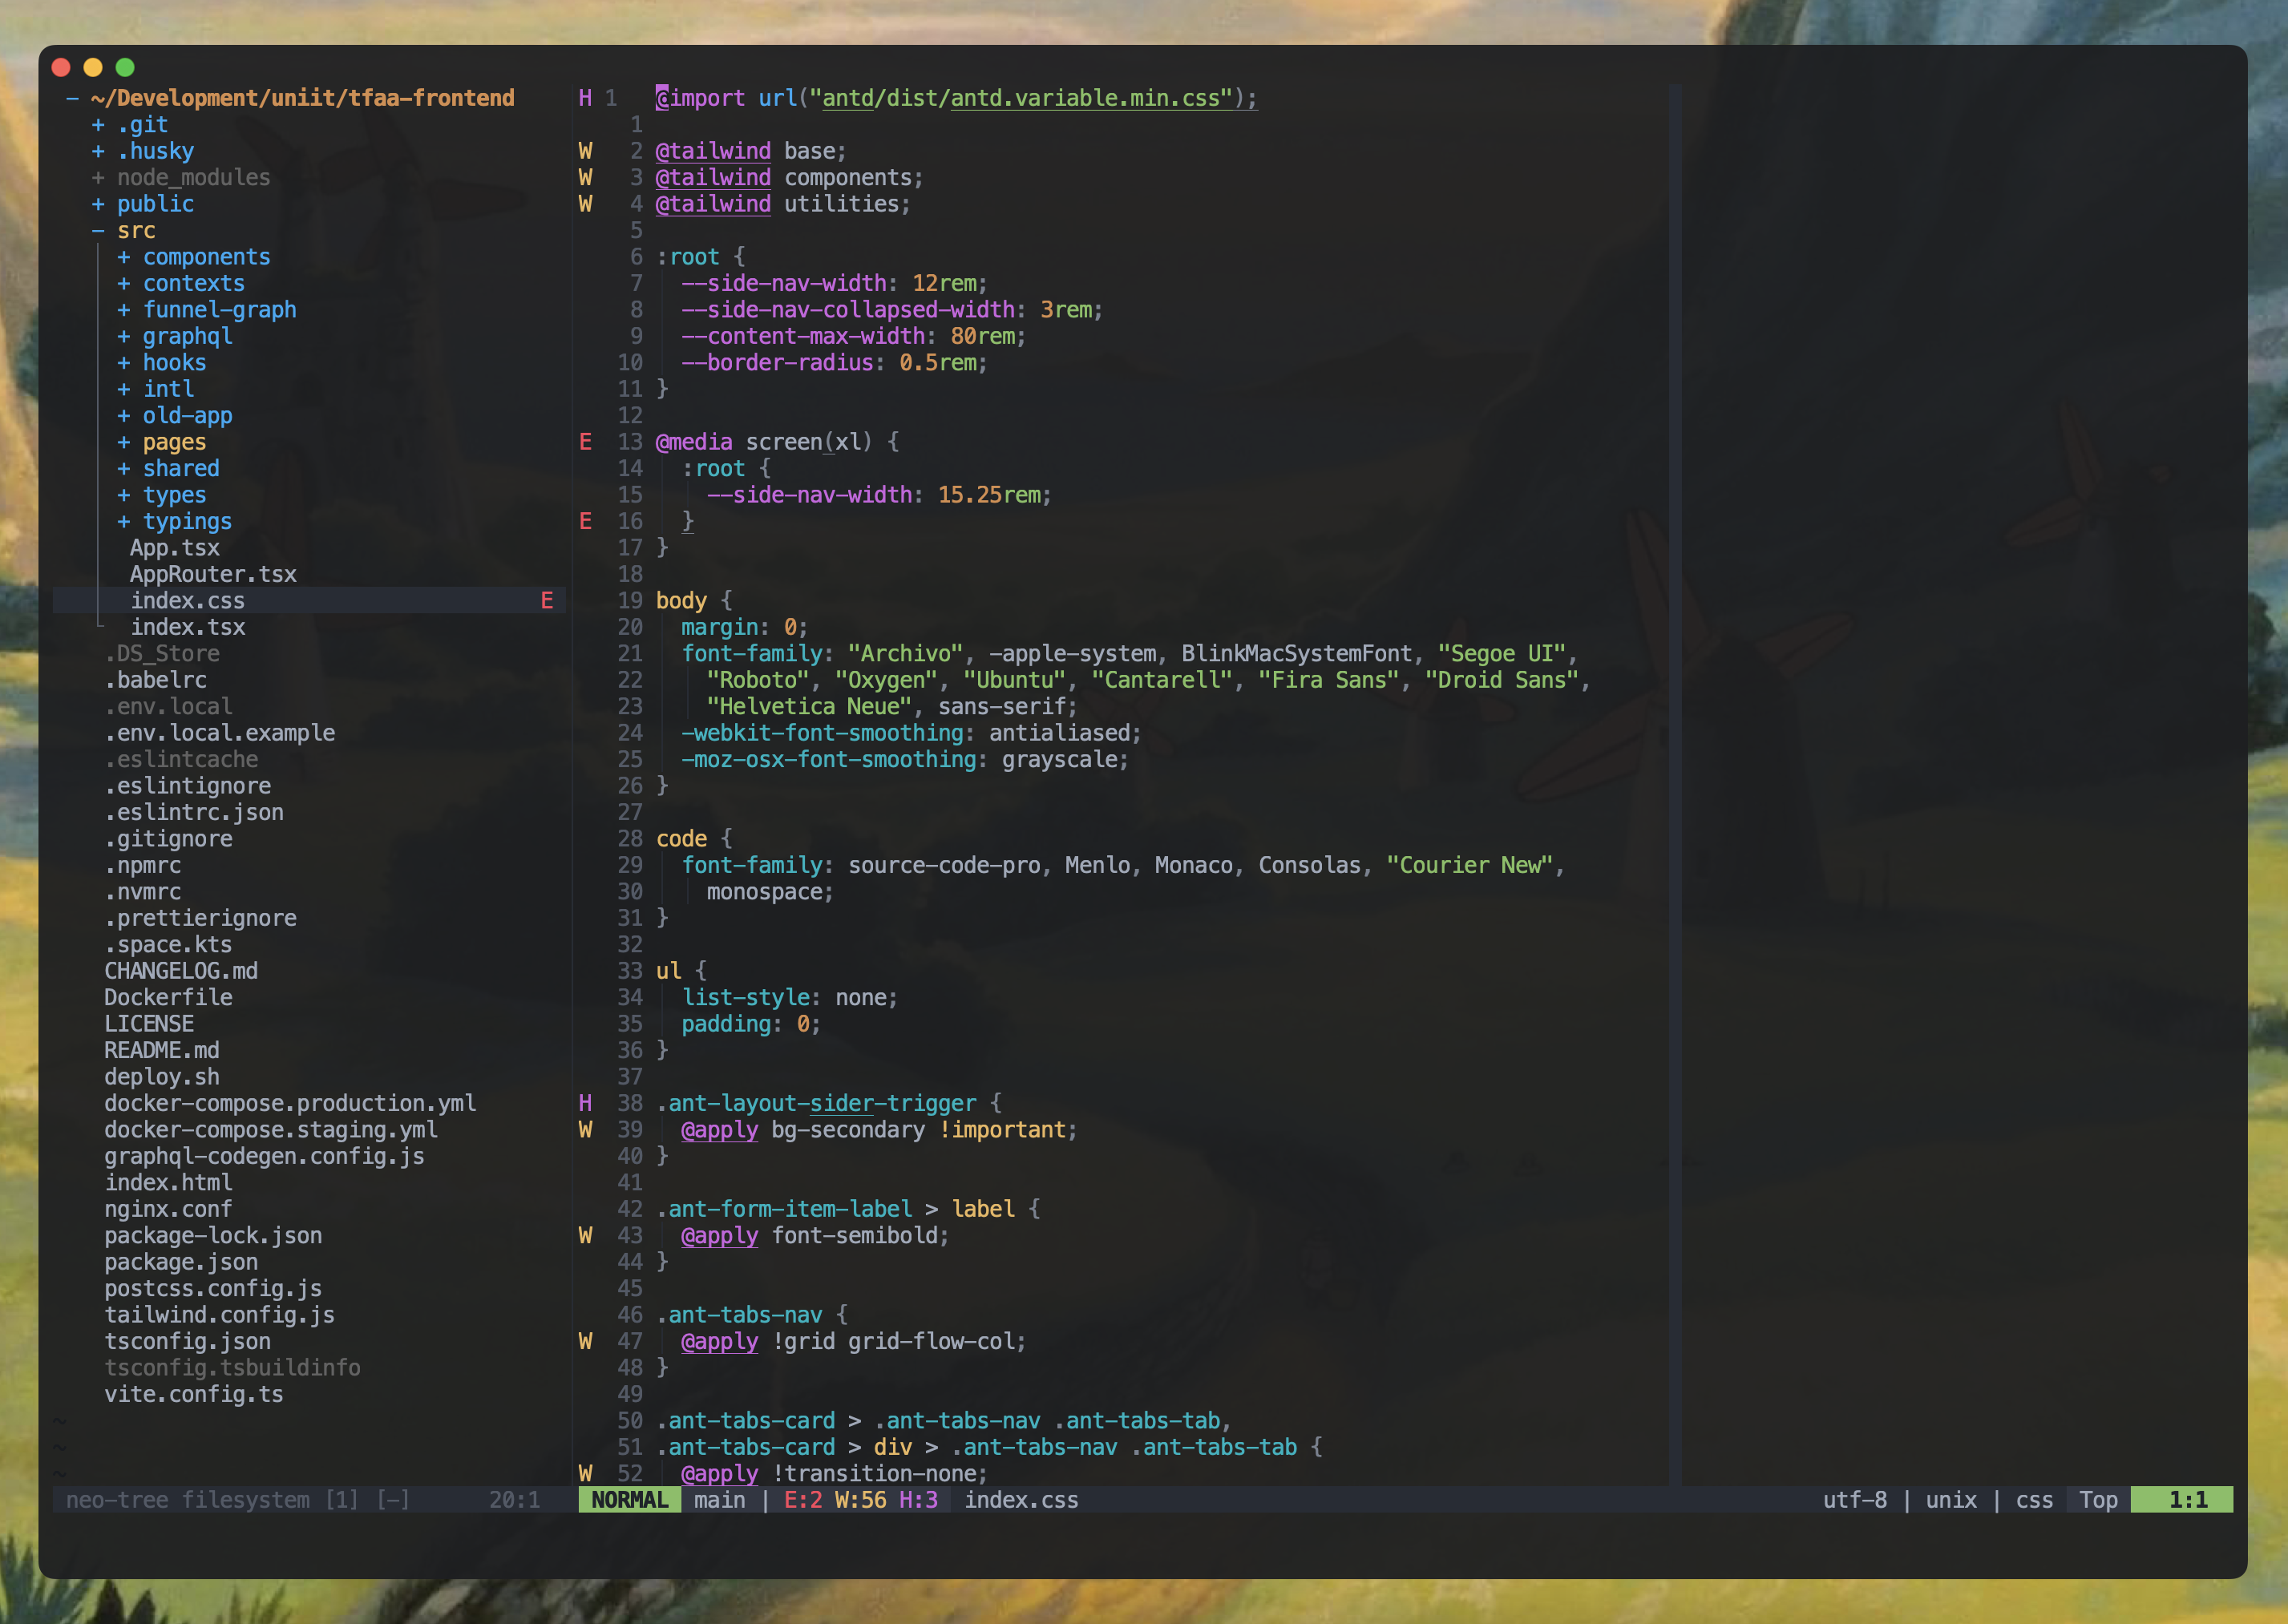 − ~/Development/uniit/tfaa-frontend
+ .git
+ .husky
+ node_modules
+ public
− src
+ components
+ contexts
+ funnel-graph
+ graphql
+ hooks
+ intl
+ old-app
+ pages
+ shared
+ types
+ typings
App.tsx
AppRouter.tsx
index.css E
index.tsx
.DS_Store
.babelrc
.env.local
.env.local.example
.eslintcache
.eslintignore
.eslintrc.json
.gitignore
.npmrc
.nvmrc
.prettierignore
.space.kts
CHANGELOG.md
Dockerfile
LICENSE
README.md
deploy.sh
docker-compose.production.yml
docker-compose.staging.yml
graphql-codegen.config.js
index.html
nginx.conf
package-lock.json
package.json
postcss.config.js
tailwind.config.js
tsconfig.json
tsconfig.tsbuildinfo
vite.config.ts
~
~
~
neo-tree filesystem [1] [-] 20:1
H 1 @import url("antd/dist/antd.variable.min.css");
1
W 2 @tailwind base;
W 3 @tailwind components;
W 4 @tailwind utilities;
5
6 :root {
7 --side-nav-width: 12rem;
8 --side-nav-collapsed-width: 3rem;
9 --content-max-width: 80rem;
10 --border-radius: 0.5rem;
11 }
12
E 13 @media screen(xl) {
14 :root {
15 --side-nav-width: 15.25rem;
E 16 }
17 }
18
19 body {
20 margin: 0;
21 font-family: "Archivo", -apple-system, BlinkMacSystemFont, "Segoe UI",
22 "Roboto", "Oxygen", "Ubuntu", "Cantarell", "Fira Sans", "Droid Sans",
23 "Helvetica Neue", sans-serif;
24 -webkit-font-smoothing: antialiased;
25 -moz-osx-font-smoothing: grayscale;
26 }
27
28 code {
29 font-family: source-code-pro, Menlo, Monaco, Consolas, "Courier New",
30 monospace;
31 }
32
33 ul {
34 list-style: none;
35 padding: 0;
36 }
37
H 38 .ant-layout-sider-trigger {
W 39 @apply bg-secondary !important;
40 }
41
42 .ant-form-item-label > label {
W 43 @apply font-semibold;
44 }
45
46 .ant-tabs-nav {
W 47 @apply !grid grid-flow-col;
48 }
49
50 .ant-tabs-card > .ant-tabs-nav .ant-tabs-tab,
51 .ant-tabs-card > div > .ant-tabs-nav .ant-tabs-tab {
W 52 @apply !transition-none;
NORMAL main | E:2 W:56 H:3 index.css utf-8 | unix | css Top 1:1